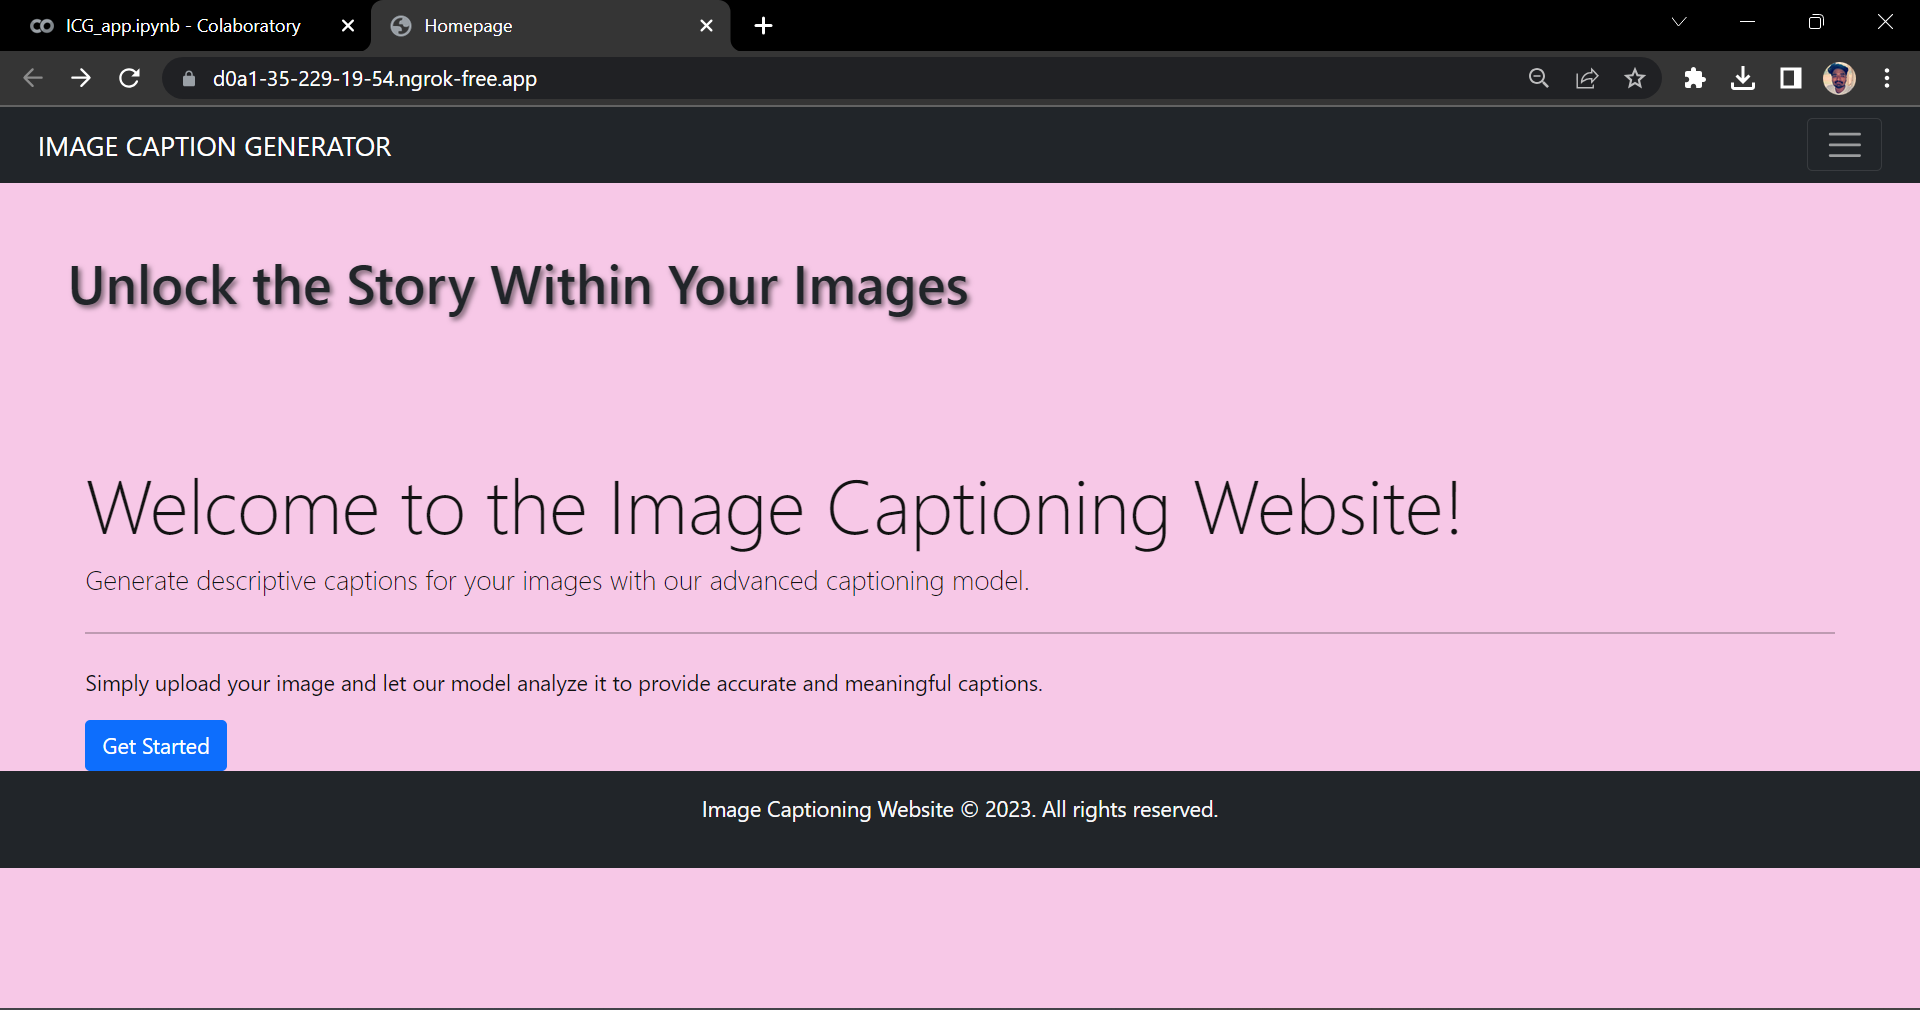 ICG_app.ipynb - Colaboratory
Homepage
d0a1-35-229-19-54.ngrok-free.app
IMAGE CAPTION GENERATOR
Unlock the Story Within Your Images
Welcome to the Image Captioning Website!
Generate descriptive captions for your images with our advanced captioning model.
Simply upload your image and let our model analyze it to provide accurate and meaningful captions.
Get Started
Image Captioning Website © 2023. All rights reserved.